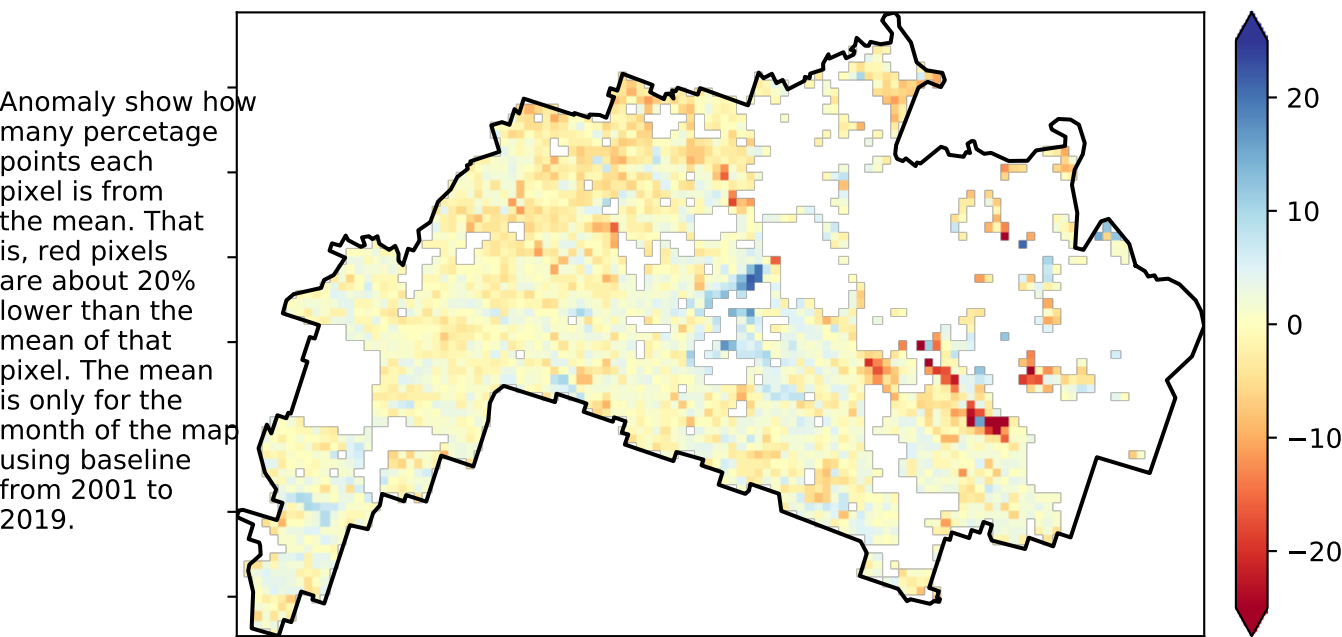 Anomaly show how
many percetage
points each
pixel is from
the mean. That
is, red pixels
are about 20%
lower than the
mean of that
pixel. The mean
is only for the
month of the map
using baseline
from 2001 to
2019.
20
10
0
−10
−20